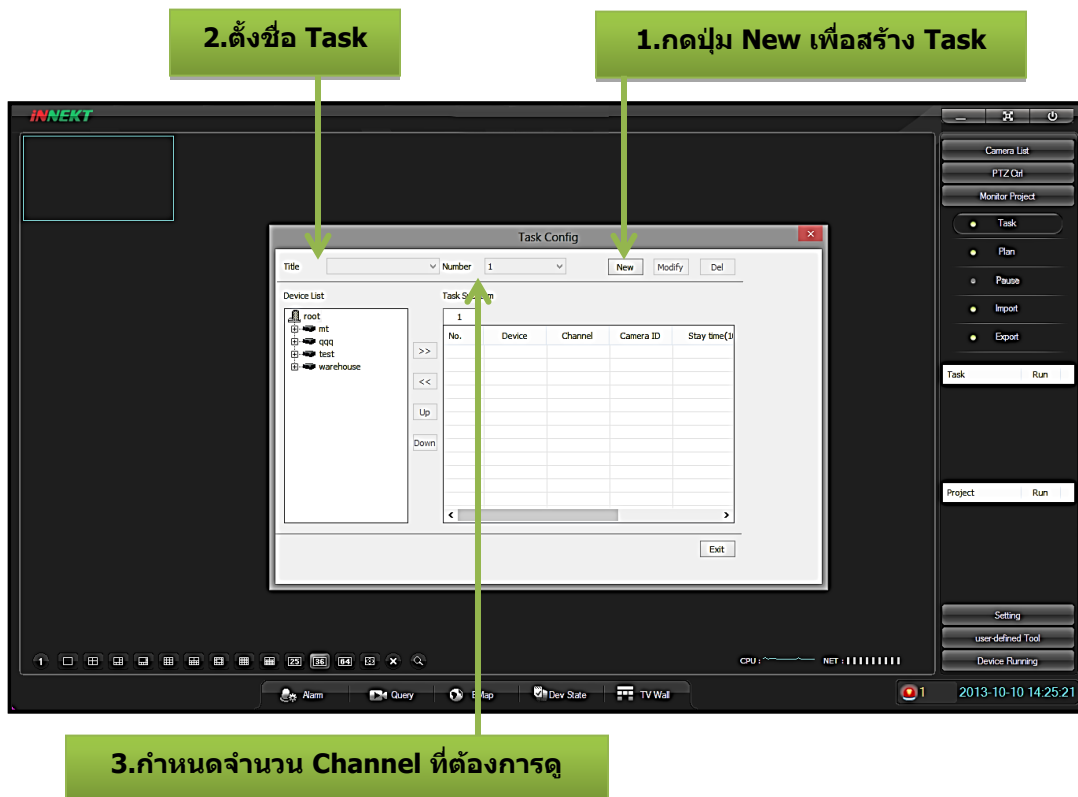 2.ตั้งชื่อ Task
1.กดปุ่ม New เพื่อสร้าง Task
INNEKT
Camera List
PTZ Ctrl
Monitor Project
Task
Plan
Pause
Import
Export
Task Run
Project Run
Setting
user-defined Tool
Device Running
Task Config
Title
Number 1
New Modify Del
Device List
root
mt
qqq
test
warehouse
>>
<<
Up
Down
1
No. Device Channel Camera ID Stay time(1
Exit
1
25 36 64
CPU :
NET :
Alarm Query Dev State TV Wall
1
2013-10-10 14:25:21
3.กำหนดจำนวน Channel ที่ต้องการดู